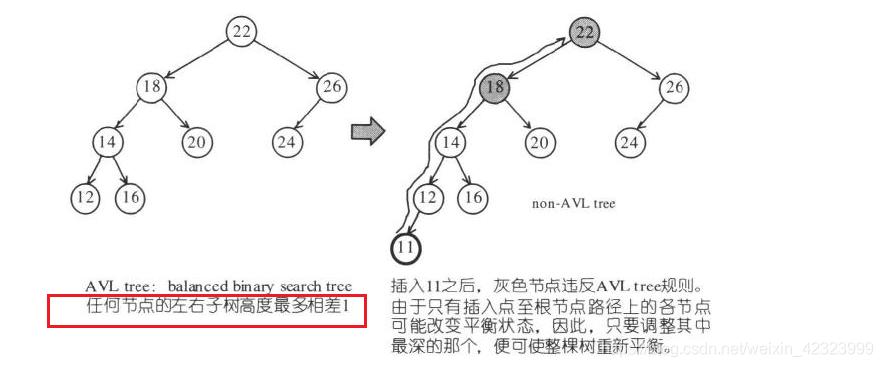 22
18
26
14
20
24
12
16
22
18
26
14
20
24
12
16
11
non-AVL tree
AVL tree: balanced binary search tree
任何节点的左右子树高度最多相差1
插入11之后，灰色节点违反AVL tree规则。
由于只有插入点至根节点路径上的各节点
可能改变平衡状态，因此，只要调整其中
最深的那个，便可使整棵树重新平衡。
blog.csdn.net/weixin_42323999